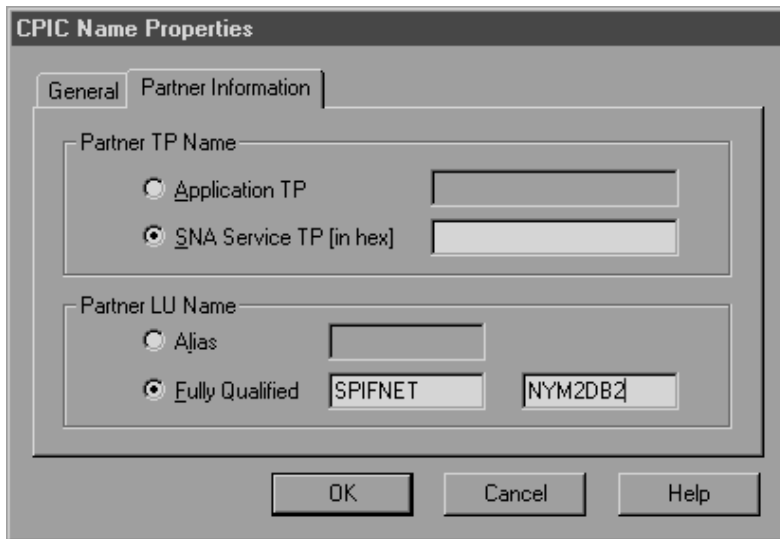 CPIC Name Properties
General
Partner Information
Partner TP Name
Application TP
SNA Service TP [in hex]
Partner LU Name
Alias
Fully Qualified SPIFNET NYM2DB2
OK Cancel Help